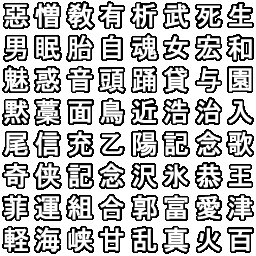 惡憎教有析武死生
男眠胎自魂女宏和
魅惑音頭踊貸与園
黙藁面鳥近浩治入
尾信充乙陽記念歌
奇侠記念沢氷恭王
菲運組合郭富愛津
軽海峡甘乱真火百